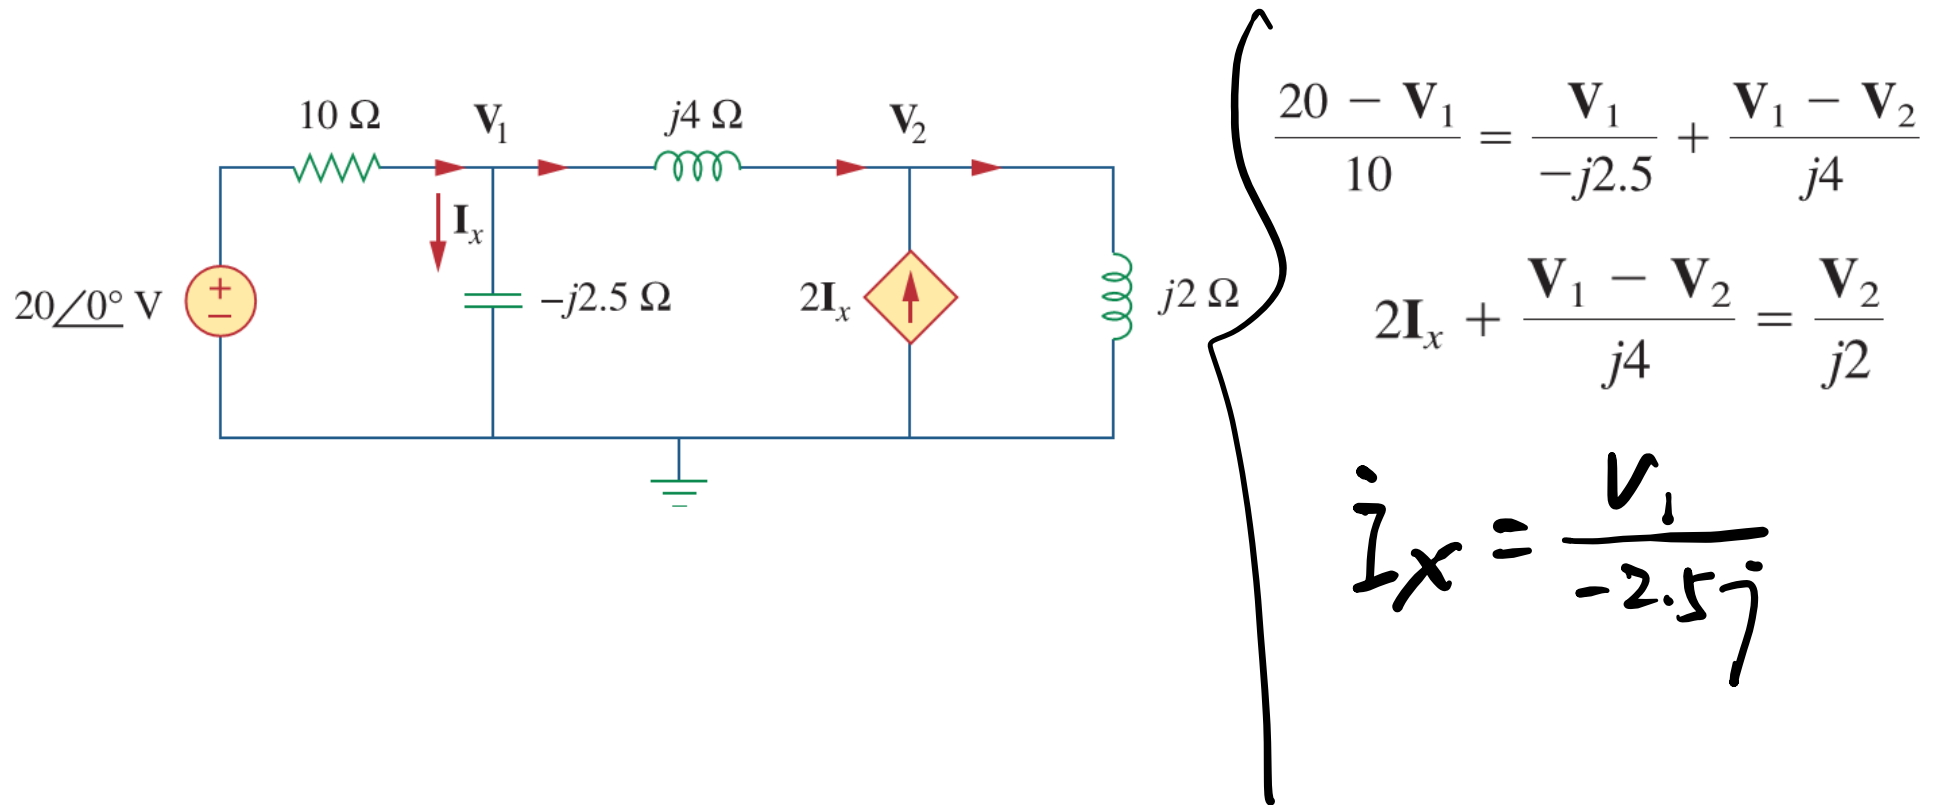 10 Ω V₁ j4 Ω V₂
Iₓ
20∠0° V + − −j2.5 Ω 2Iₓ j2 Ω
(20 − V₁)/10 = V₁/(−j2.5) + (V₁ − V₂)/(j4)
2Iₓ + (V₁ − V₂)/(j4) = V₂/(j2)
İₓ = V₁/(−2.5j)